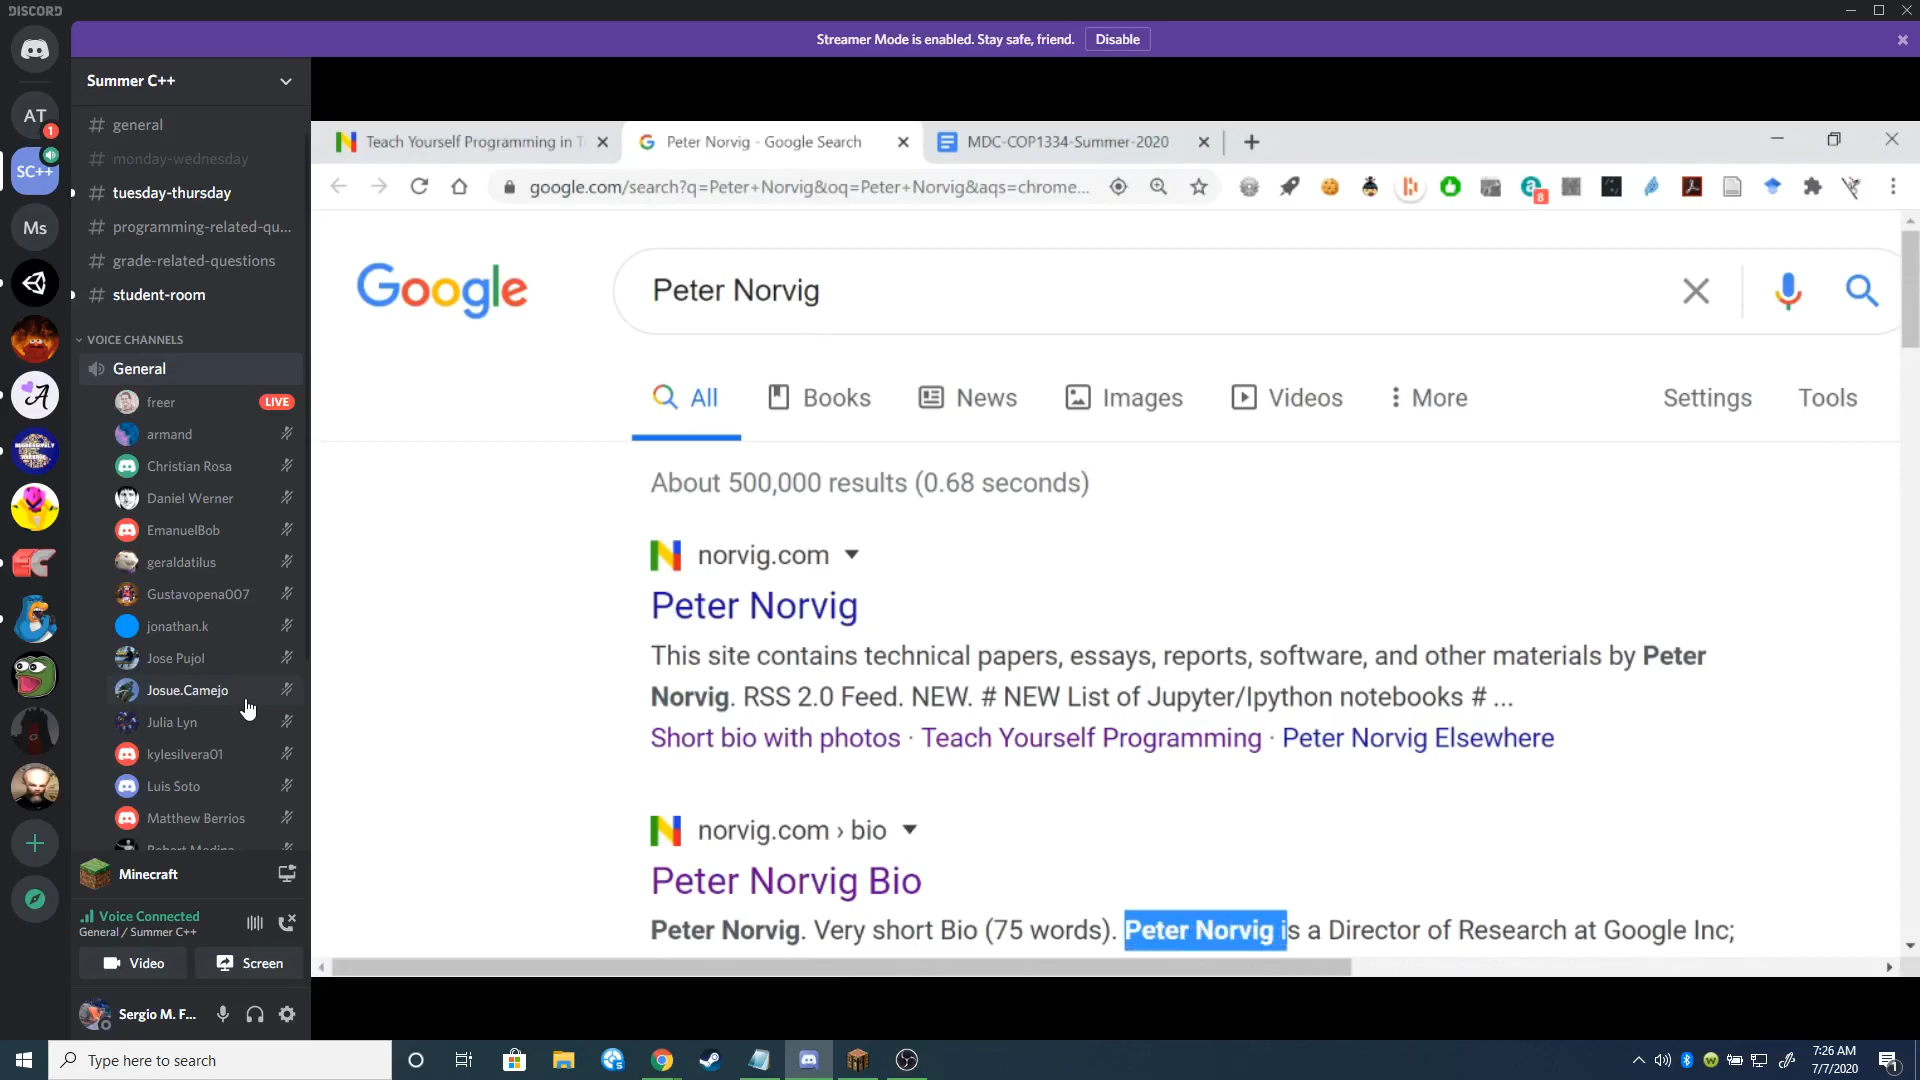 DISCORD
Streamer Mode is enabled. Stay safe, friend. Disable
AT
1
SC++
Ms
A
Summer C++
# general
# monday-wednesday
# tuesday-thursday
# programming-related-qu...
# grade-related-questions
# student-room
VOICE CHANNELS
General
freer LIVE
armand
Christian Rosa
Daniel Werner
EmanuelBob
geraldatilus
Gustavopena007
jonathan.k
Jose Pujol
Josue.Camejo
Julia Lyn
kylesilvera01
Luis Soto
Matthew Berrios
Robert Medina
Minecraft
Voice Connected
General / Summer C++
Video Screen
Sergio M. F...
Teach Yourself Programming in T
Peter Norvig - Google Search
MDC-COP1334-Summer-2020
google.com/search?q=Peter+Norvig&oq=Peter+Norvig&aqs=chrome...
8
Google
Peter Norvig
All Books News Images Videos More Settings Tools
About 500,000 results (0.68 seconds)
norvig.com
Peter Norvig
This site contains technical papers, essays, reports, software, and other materials by Peter
Norvig. RSS 2.0 Feed. NEW. # NEW List of Jupyter/Ipython notebooks # ...
Short bio with photos · Teach Yourself Programming · Peter Norvig Elsewhere
norvig.com › bio
Peter Norvig Bio
Peter Norvig. Very short Bio (75 words). Peter Norvig is a Director of Research at Google Inc;
Type here to search
7:26 AM
7/7/2020
1